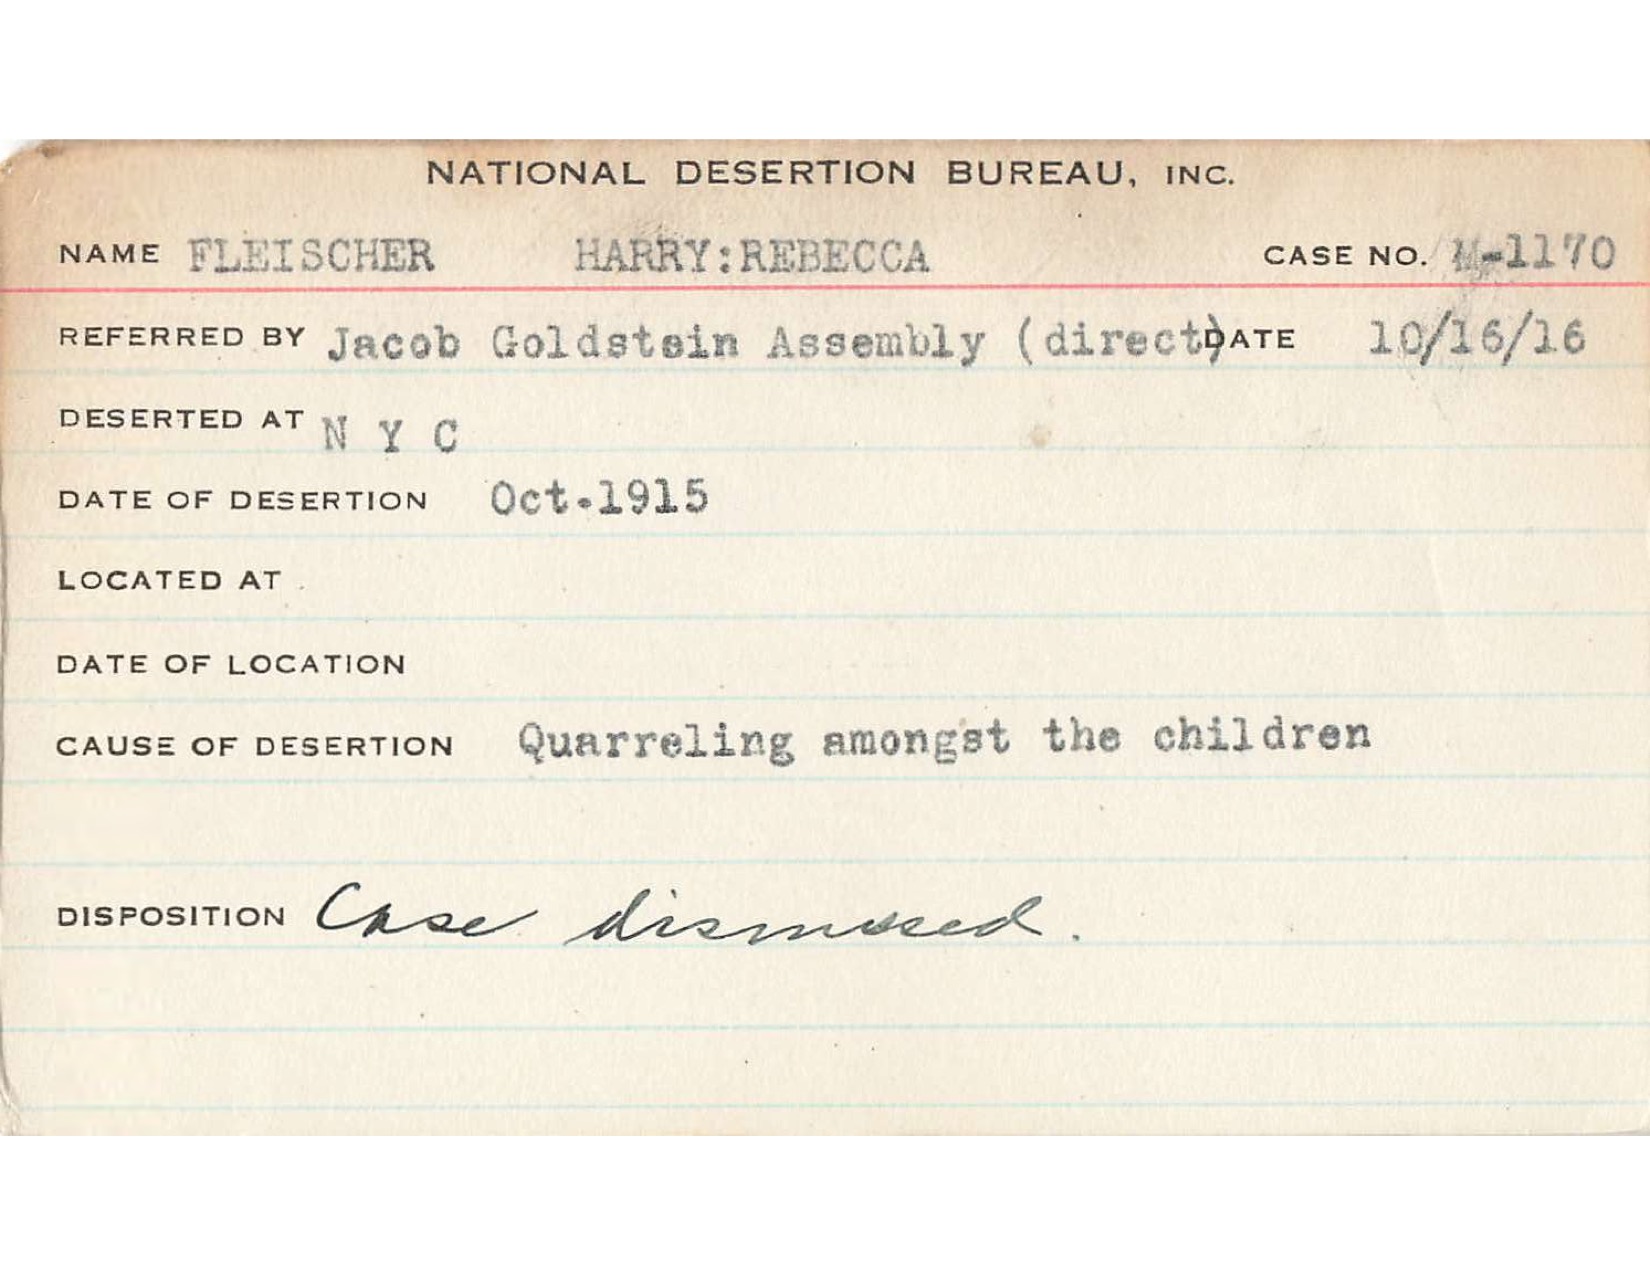 NATIONAL DESERTION BUREAU, INC.
NAME FLEISCHER HARRY:REBECCA CASE NO. M-1170
REFERRED BY Jacob Goldstein Assembly (direct) DATE 10/16/16
DESERTED AT N Y C
DATE OF DESERTION Oct.1915
LOCATED AT
DATE OF LOCATION
CAUSE OF DESERTION Quarreling amongst the children
DISPOSITION Case dismissed.